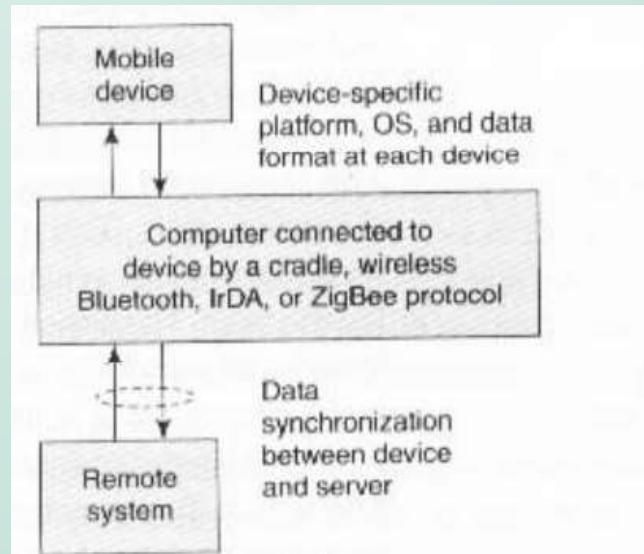 Mobile
device
Device-specific
platform, OS, and data
format at each device
Computer connected to
device by a cradle, wireless
Bluetooth, IrDA, or ZigBee protocol
Data
synchronization
between device
and server
Remote
system